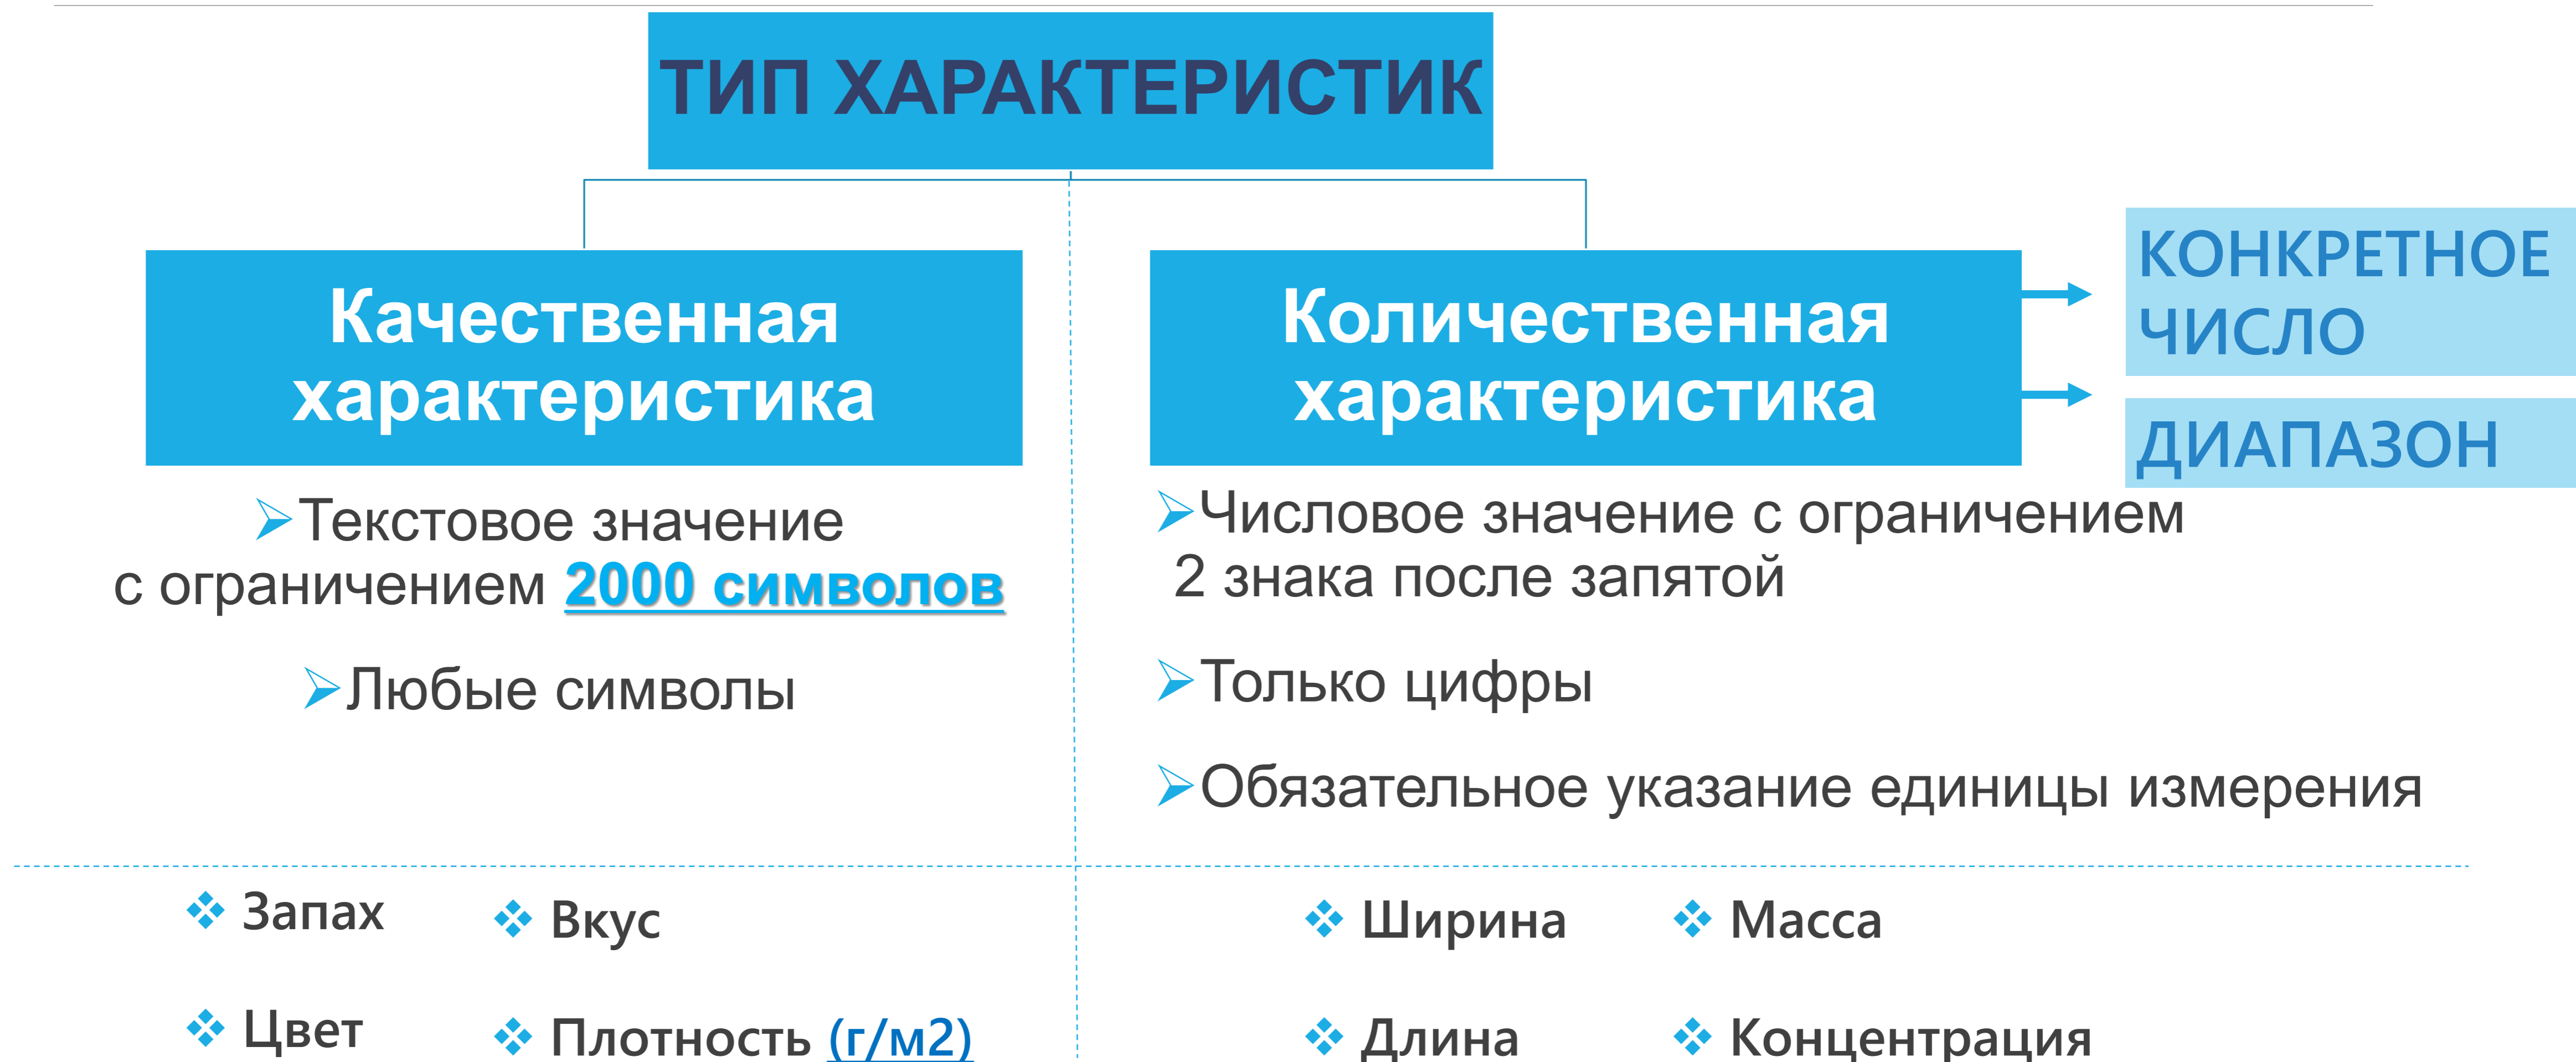 ТИП ХАРАКТЕРИСТИК
Качественная
характеристика
Количественная
характеристика
КОНКРЕТНОЕ
ЧИСЛО
ДИАПАЗОН
Текстовое значение
с ограничением 2000 символов
Любые символы
Числовое значение с ограничением
2 знака после запятой
Только цифры
Обязательное указание единицы измерения
Запах
Вкус
Цвет
Плотность (г/м2)
Ширина
Масса
Длина
Концентрация